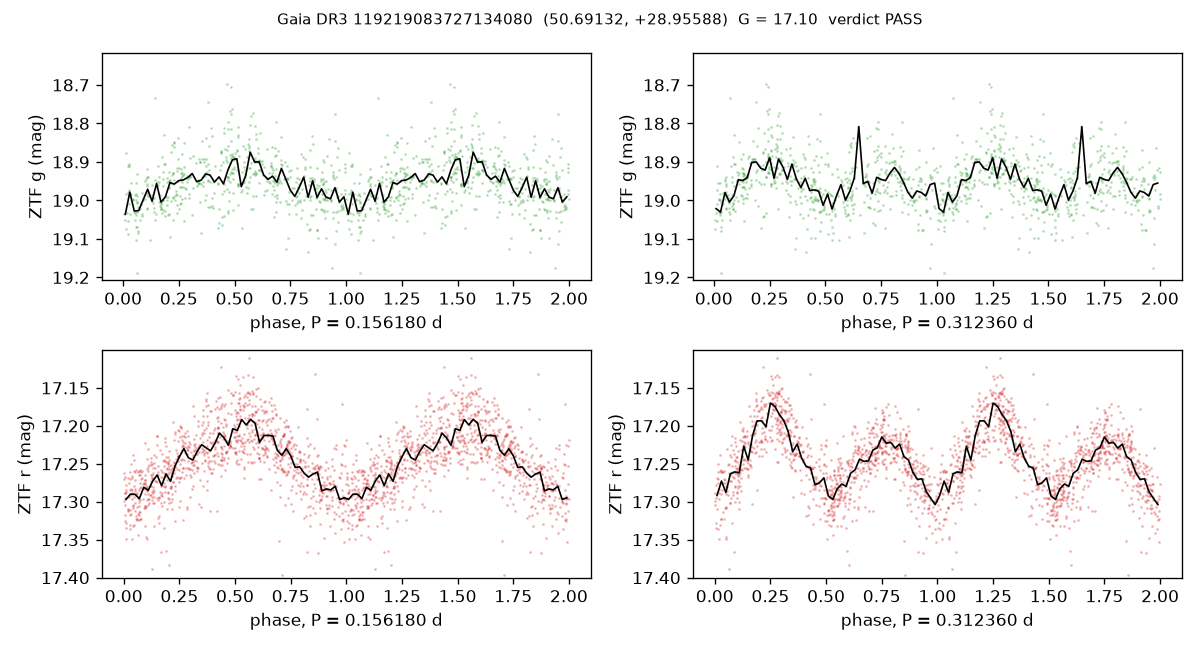 Gaia DR3 119219083727134080  (50.69132, +28.95588)  G = 17.10  verdict PASS
ZTF g (mag)
18.7
18.8
18.9
19.0
19.1
19.2
0.00 0.25 0.50 0.75 1.00 1.25 1.50 1.75 2.00
phase, P = 0.156180 d
ZTF g (mag)
18.7
18.8
18.9
19.0
19.1
19.2
0.00 0.25 0.50 0.75 1.00 1.25 1.50 1.75 2.00
phase, P = 0.312360 d
ZTF r (mag)
17.15
17.20
17.25
17.30
17.35
17.40
0.00 0.25 0.50 0.75 1.00 1.25 1.50 1.75 2.00
phase, P = 0.156180 d
ZTF r (mag)
17.15
17.20
17.25
17.30
17.35
17.40
0.00 0.25 0.50 0.75 1.00 1.25 1.50 1.75 2.00
phase, P = 0.312360 d